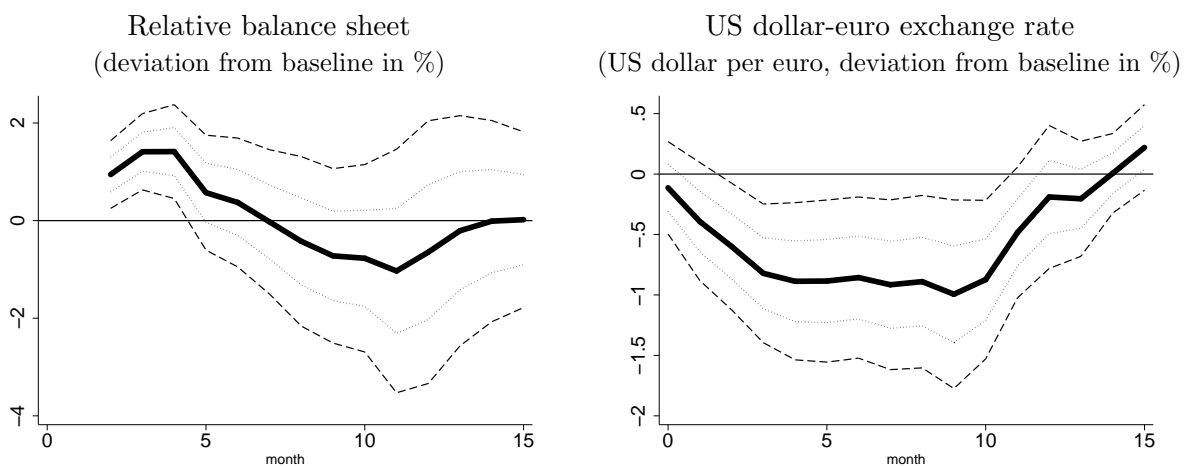 Relative balance sheet
(deviation from baseline in %)
2
0
−2
−4
0 5 10 15
month
US dollar-euro exchange rate
(US dollar per euro, deviation from baseline in %)
.5
0
−.5
−1
−1.5
−2
0 5 10 15
month